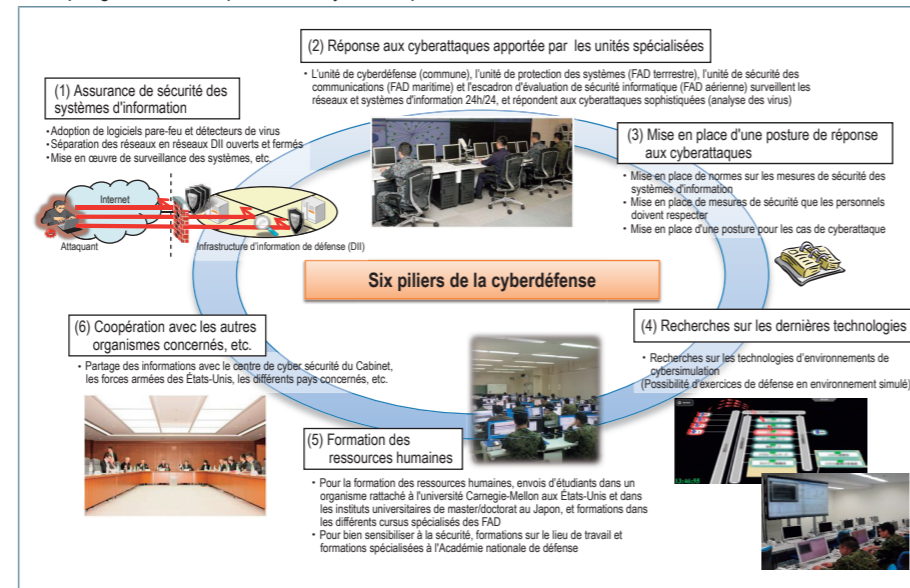 (1) Assurance de sécurité des
systèmes d'information
•Adoption de logiciels pare-feu et détecteurs de virus
•Séparation des réseaux en réseaux DII ouverts et fermés
•Mise en œuvre de surveillance des systèmes, etc.
Internet
Attaquant
Infrastructure d'information de défense (DII)
(2) Réponse aux cyberattaques apportée par les unités spécialisées
• L'unité de cyberdéfense (commune), l'unité de protection des systèmes (FAD terrrestre), l'unité de sécurité des
communications (FAD maritime) et l'escadron d'évaluation de sécurité informatique (FAD aérienne) surveillent les
réseaux et systèmes d'information 24h/24, et répondent aux cyberattaques sophistiquées (analyse des virus)
(3) Mise en place d'une posture de réponse
aux cyberattaques
• Mise en place de normes sur les mesures de sécurité des
systèmes d'information
• Mise en place de mesures de sécurité que les personnels
doivent respecter
• Mise en place d'une posture pour les cas de cyberattaque
Six piliers de la cyberdéfense
(4) Recherches sur les dernières technologies
• Recherches sur les technologies d'environnements de
cybersimulation
(Possibilité d'exercices de défense en environnement simulé)
(5) Formation des
ressources humaines
• Pour la formation des ressources humaines, envois d'étudiants dans un
organisme rattaché à l'université Carnegie-Mellon aux États-Unis et dans
les instituts universitaires de master/doctorat au Japon, et formations dans
les différents cursus spécialisés des FAD
• Pour bien sensibiliser à la sécurité, formations sur le lieu de travail et
formations spécialisées à l'Académie nationale de défense
(6) Coopération avec les autres
organismes concernés, etc.
• Partage des informations avec le centre de cyber sécurité du Cabinet,
les forces armées des États-Unis, les différents pays concernés, etc.